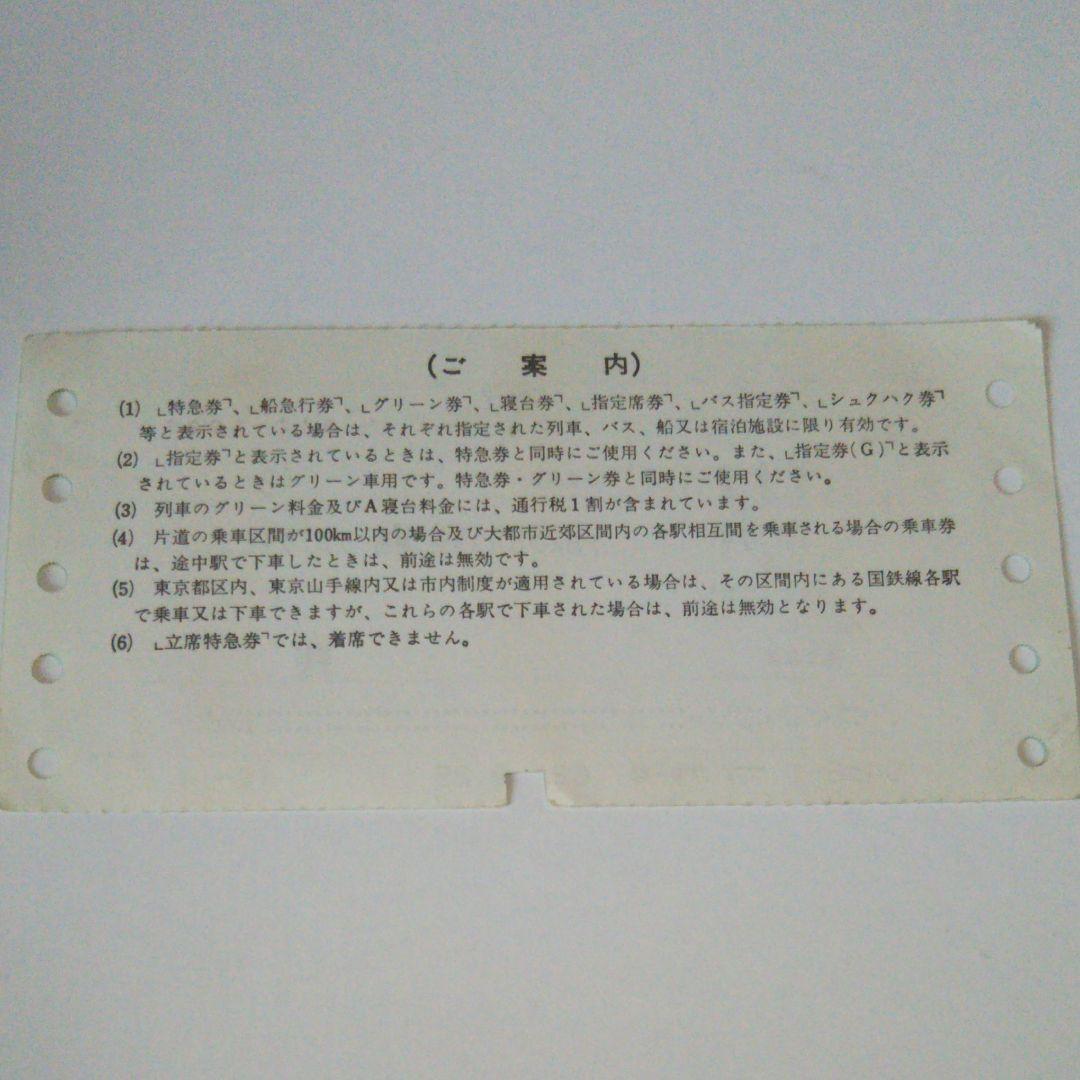 (ご案内)
(1) ∟特急券¬、∟船急行券¬、∟グリーン券¬、∟寝台券¬、∟指定席券¬、∟バス指定券¬、∟シュクハク券¬
等と表示されている場合は、それぞれ指定された列車、バス、船又は宿泊施設に限り有効です。
(2) ∟指定券¬と表示されているときは、特急券と同時にご使用ください。また、∟指定券(G)¬と表示
されているときはグリーン車用です。特急券・グリーン券と同時にご使用ください。
(3) 列車のグリーン料金及びA寝台料金には、通行税1割が含まれています。
(4) 片道の乗車区間が100km以内の場合及び大都市近郊区間内の各駅相互間を乗車される場合の乗車券
は、途中駅で下車したときは、前途は無効です。
(5) 東京都区内、東京山手線内又は市内制度が適用されている場合は、その区間内にある国鉄線各駅
で乗車又は下車できますが、これらの各駅で下車された場合は、前途は無効となります。
(6) ∟立席特急券¬では、着席できません。